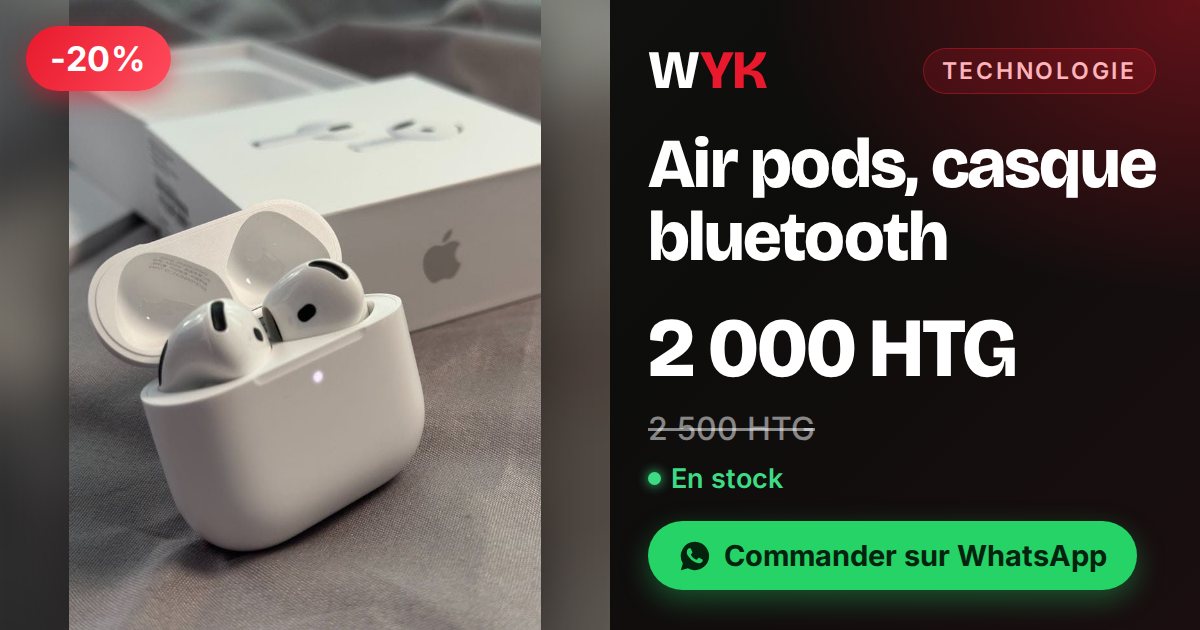 -20%
WYK
TECHNOLOGIE
Air pods, casque
bluetooth
2 000 HTG
2 500 HTG
En stock
Commander sur WhatsApp